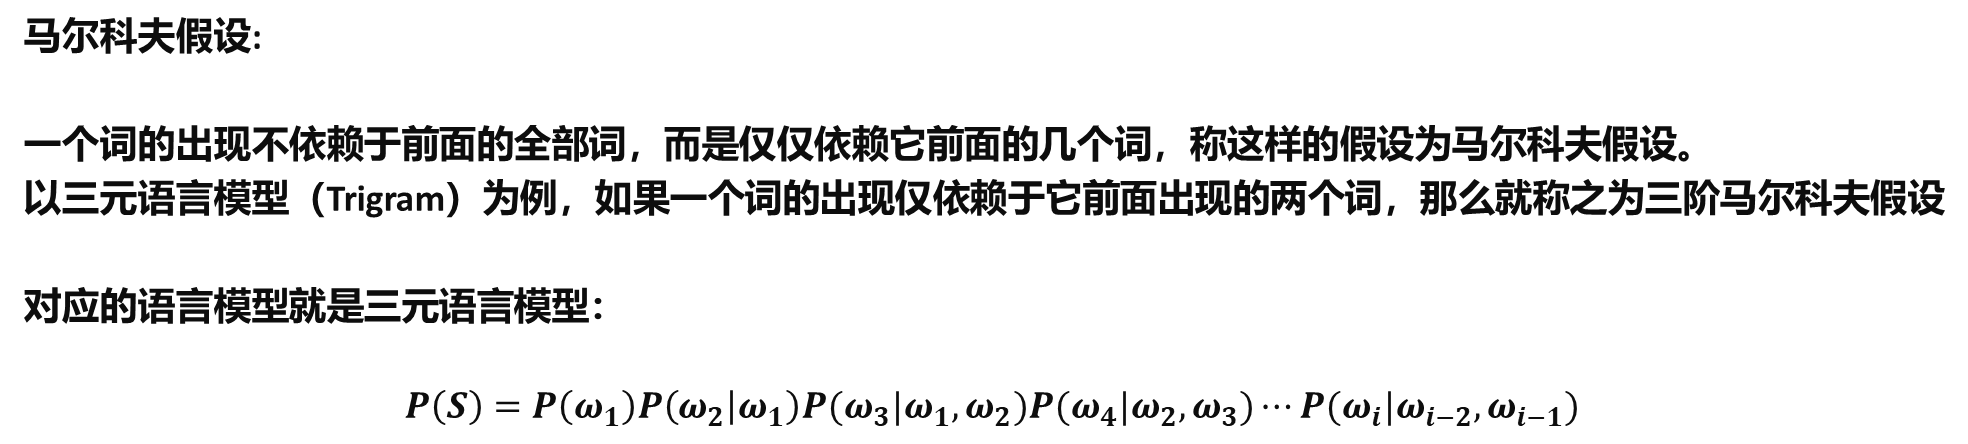 马尔科夫假设:
一个词的出现不依赖于前面的全部词，而是仅仅依赖它前面的几个词，称这样的假设为马尔科夫假设。
以三元语言模型（Trigram）为例，如果一个词的出现仅依赖于它前面出现的两个词，那么就称之为三阶马尔科夫假设
对应的语言模型就是三元语言模型：
P(S) = P(ω₁)P(ω₂|ω₁)P(ω₃|ω₁, ω₂)P(ω₄|ω₂, ω₃) ⋯ P(ωᵢ|ωᵢ₋₂, ωᵢ₋₁)